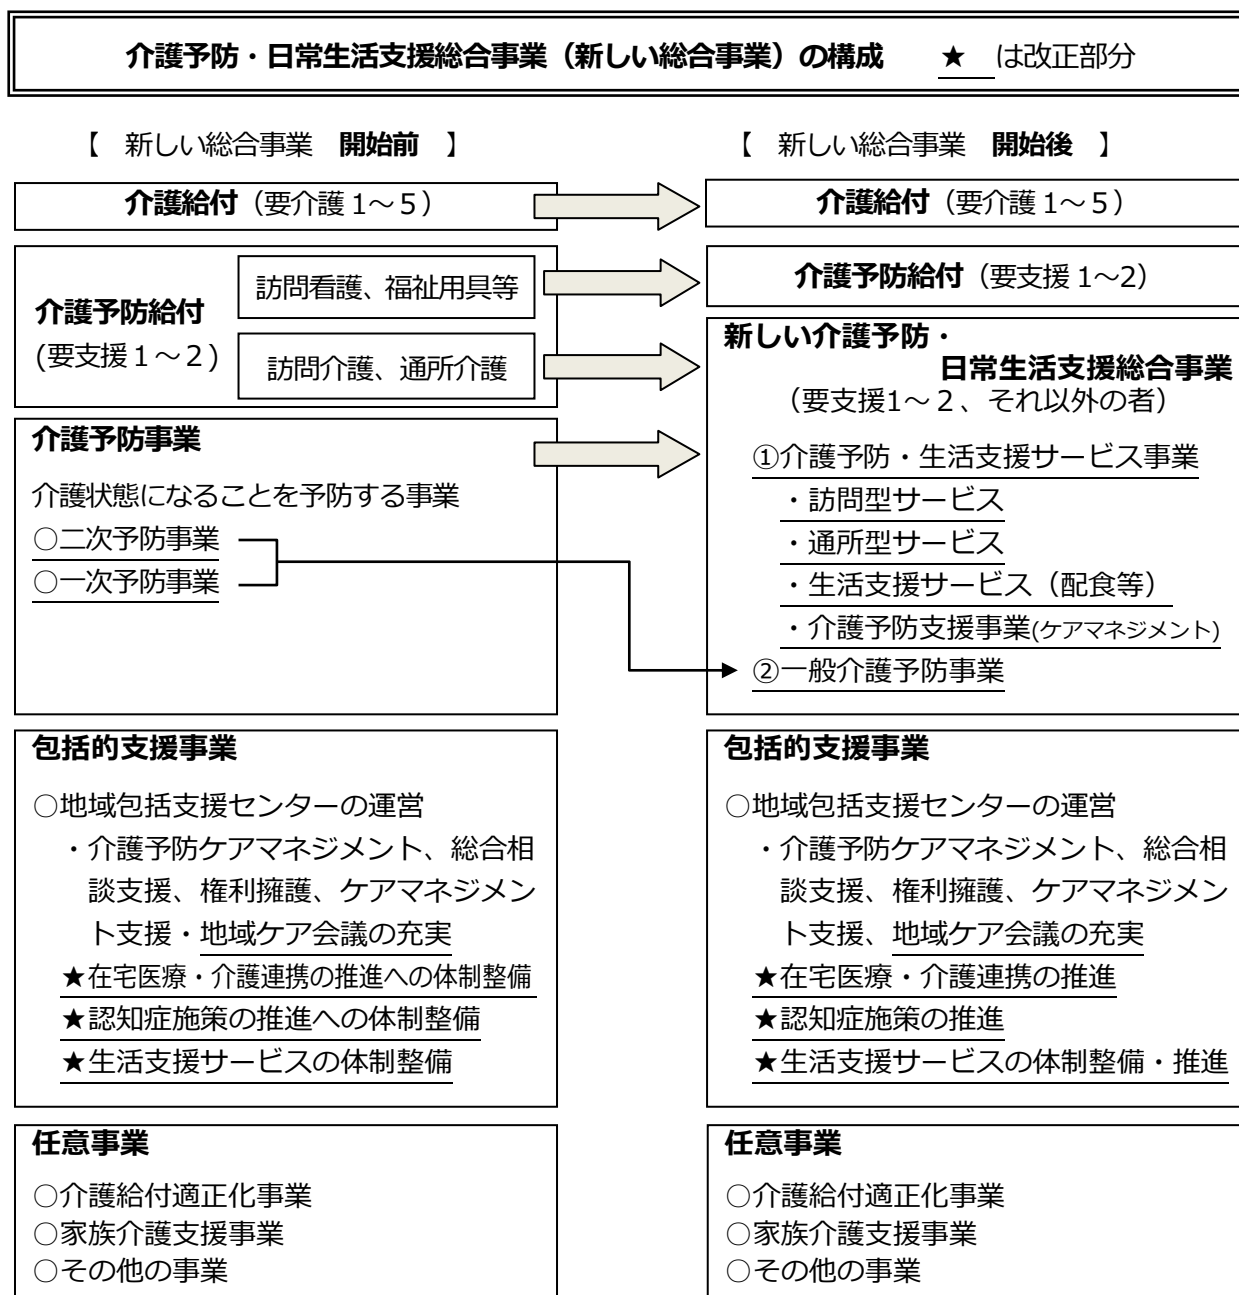 介護予防・日常生活支援総合事業（新しい総合事業）の構成　★　は改正部分
【　新しい総合事業　開始前　】
介護給付（要介護１～５）
介護予防給付
(要支援１～２)
訪問看護、福祉用具等
訪問介護、通所介護
介護予防事業
介護状態になることを予防する事業
○二次予防事業
○一次予防事業
包括的支援事業
○地域包括支援センターの運営
・介護予防ケアマネジメント、総合相
談支援、権利擁護、ケアマネジメン
ト支援・地域ケア会議の充実
★在宅医療・介護連携の推進への体制整備
★認知症施策の推進への体制整備
★生活支援サービスの体制整備
任意事業
○介護給付適正化事業
○家族介護支援事業
○その他の事業
【　新しい総合事業　開始後　】
介護給付（要介護１～５）
介護予防給付（要支援 1～2）
新しい介護予防・
日常生活支援総合事業
（要支援1～２、それ以外の者）
①介護予防・生活支援サービス事業
・訪問型サービス
・通所型サービス
・生活支援サービス（配食等）
・介護予防支援事業(ケアマネジメント)
②一般介護予防事業
包括的支援事業
○地域包括支援センターの運営
・介護予防ケアマネジメント、総合相
談支援、権利擁護、ケアマネジメン
ト支援、地域ケア会議の充実
★在宅医療・介護連携の推進
★認知症施策の推進
★生活支援サービスの体制整備・推進
任意事業
○介護給付適正化事業
○家族介護支援事業
○その他の事業